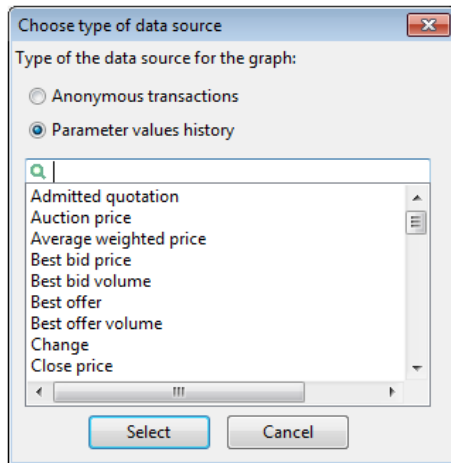 Choose type of data source
Type of the data source for the graph:
Anonymous transactions
Parameter values history
Admitted quotation
Auction price
Average weighted price
Best bid price
Best bid volume
Best offer
Best offer volume
Change
Close price
Select
Cancel